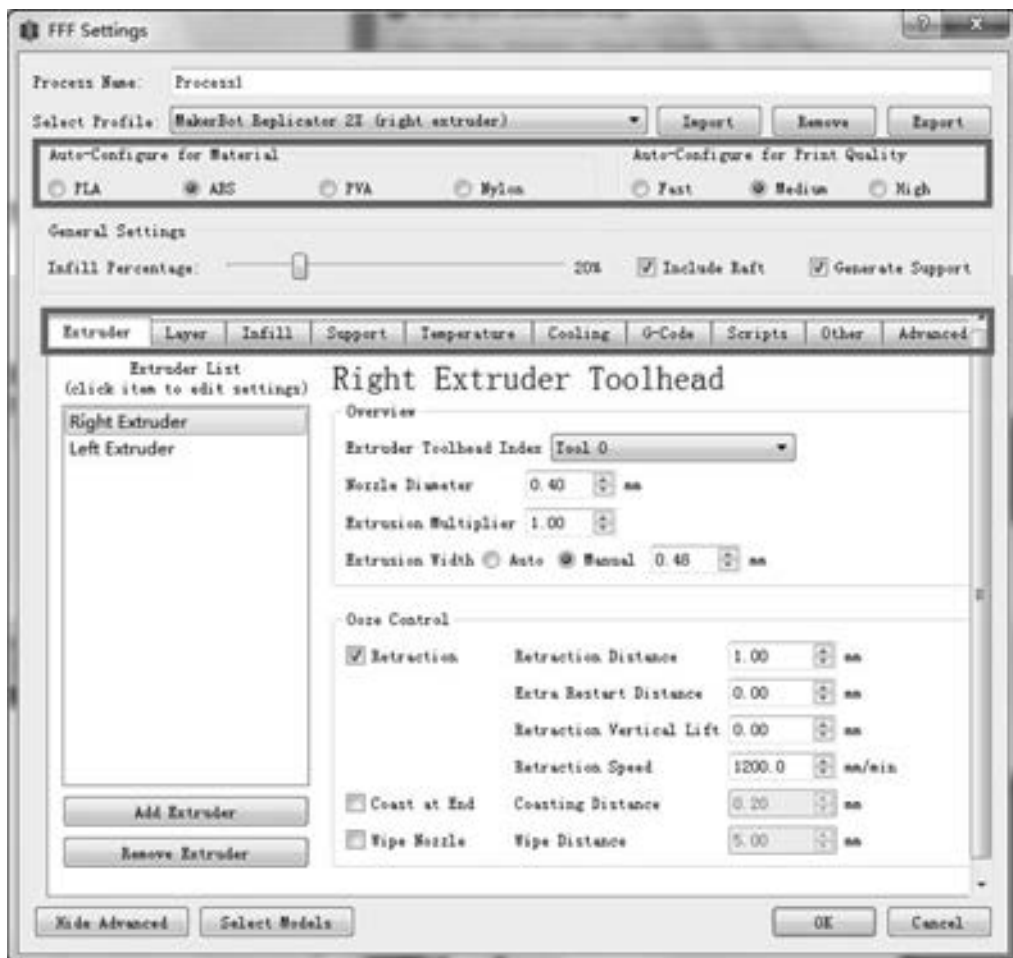 FFF Settings
Process Name: Process1
Select Profile: MakerBot Replicator 2X (right extruder) Import Remove Export
Auto-Configure for Material Auto-Configure for Print Quality
PLA ABS PVA Nylon Fast Medium High
General Settings
Infill Percentage: 20% Include Raft Generate Support
Extruder Layer Infill Support Temperature Cooling G-Code Scripts Other Advanced
Extruder List
(click item to edit settings)
Right Extruder
Left Extruder
Add Extruder
Remove Extruder
Right Extruder Toolhead
Overview
Extruder Toolhead Index Tool 0
Nozzle Diameter 0.40 mm
Extrusion Multiplier 1.00
Extrusion Width Auto Manual 0.48 mm
Ooze Control
Retraction Retraction Distance 1.00 mm
Extra Restart Distance 0.00 mm
Retraction Vertical Lift 0.00 mm
Retraction Speed 1200.0 mm/min
Coast at End Coasting Distance 0.20 mm
Wipe Nozzle Wipe Distance 5.00 mm
Hide Advanced Select Models OK Cancel